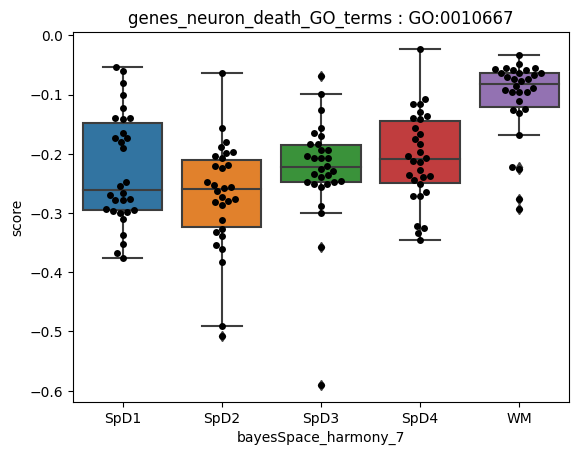 genes_neuron_death_GO_terms : GO:0010667
0.0
−0.1
−0.2
−0.3
−0.4
−0.5
−0.6
score
SpD1 SpD2 SpD3 SpD4 WM
bayesSpace_harmony_7